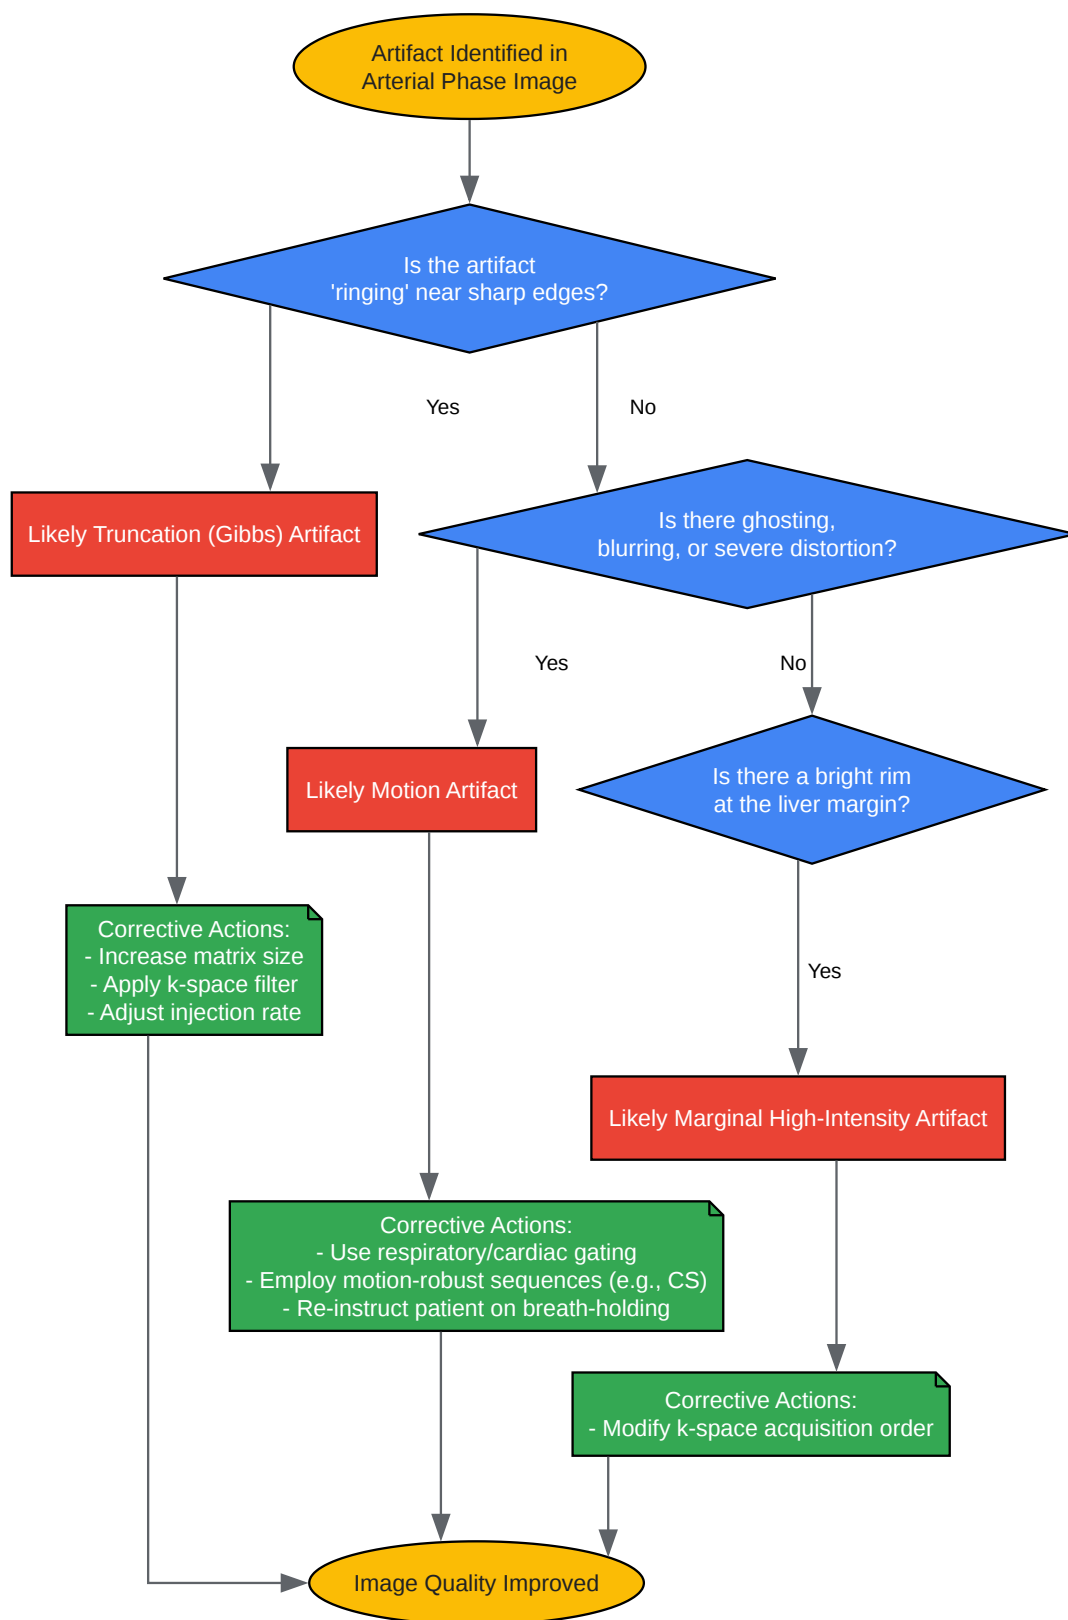 Artifact Identified in
Arterial Phase Image
Is the artifact
'ringing' near sharp edges?
Yes
No
Likely Truncation (Gibbs) Artifact
Is there ghosting,
blurring, or severe distortion?
Yes
No
Likely Motion Artifact
Is there a bright rim
at the liver margin?
Corrective Actions:
- Increase matrix size
- Apply k-space filter
- Adjust injection rate
Yes
Likely Marginal High-Intensity Artifact
Corrective Actions:
- Use respiratory/cardiac gating
- Employ motion-robust sequences (e.g., CS)
- Re-instruct patient on breath-holding
Corrective Actions:
- Modify k-space acquisition order
Image Quality Improved